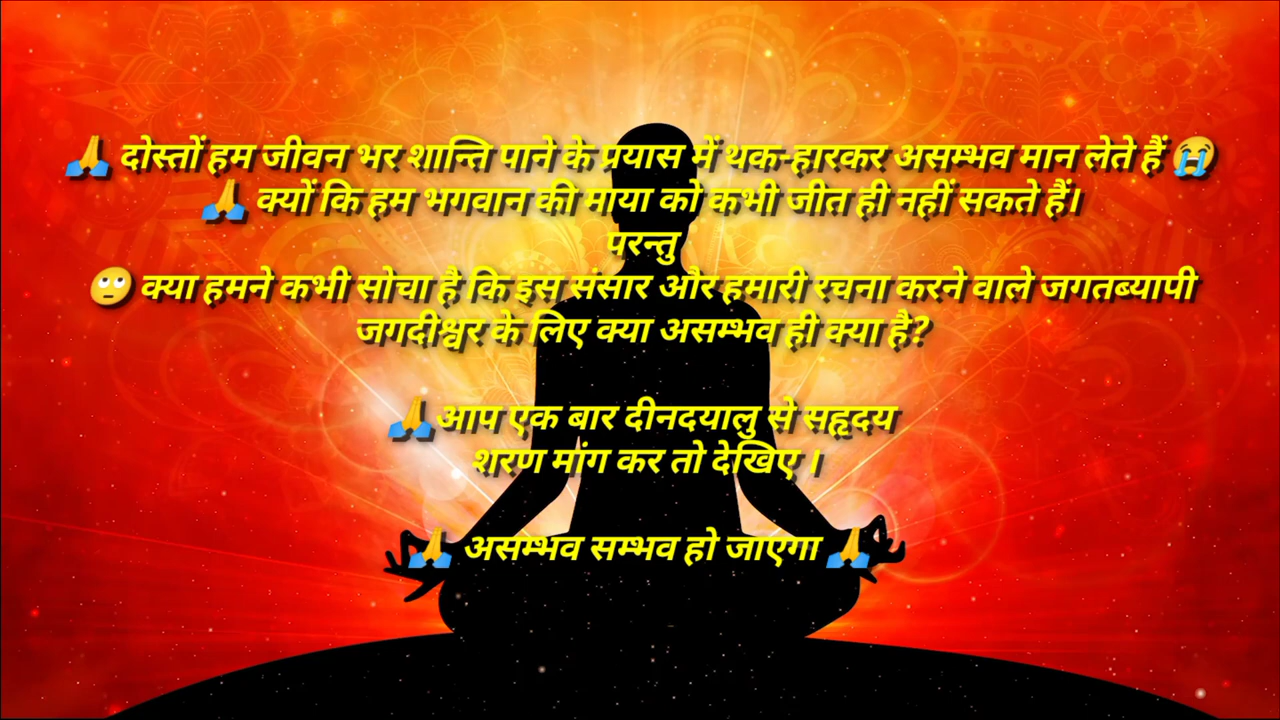 🙏 दोस्तों हम जीवन भर शान्ति पाने के प्रयास में थक-हारकर असम्भव मान लेते हैं 😭
🙏 क्यों कि हम भगवान की माया को कभी जीत ही नहीं सकते हैं।
परन्तु
🙄 क्या हमने कभी सोचा है कि इस संसार और हमारी रचना करने वाले जगतब्यापी
जगदीश्वर के लिए क्या असम्भव ही क्या है?
🙏आप एक बार दीनदयालु से सहृदय
शरण मांग कर तो देखिए ।
🙏 असम्भव सम्भव हो जाएगा 🙏